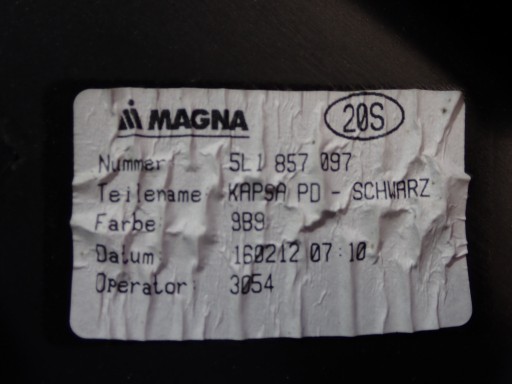 MAGNA 20S
Nummer 5L1 857 097
Teilename: KAPSA PD - SCHWARZ
Farbe: 9B9
Datum: 160212 07:10
Operator: 3054